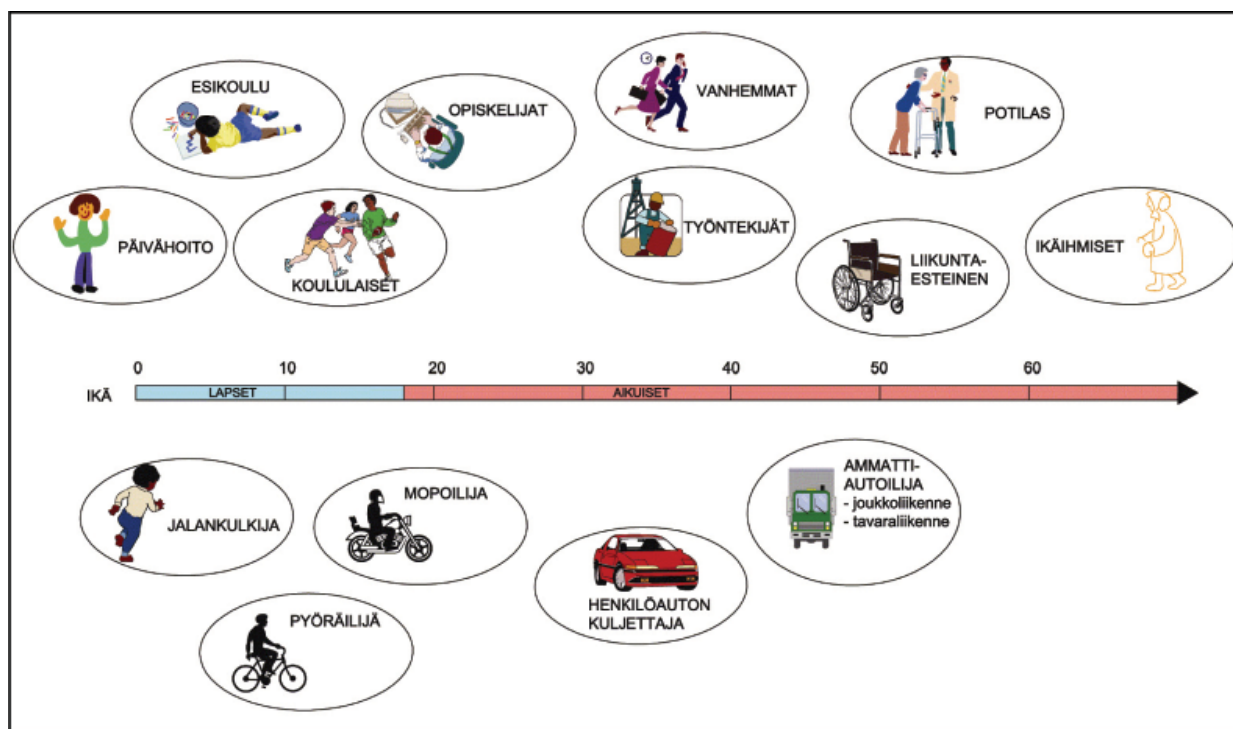 ESIKOULU
OPISKELIJAT
VANHEMMAT
POTILAS
PÄIVÄHOITO
KOULULAISET
TYÖNTEKIJÄT
LIIKUNTA-
ESTEINEN
IKÄIHMISET
0 10 20 30 40 50 60
IKÄ LAPSET AIKUISET
JALANKULKIJA
MOPOILIJA
PYÖRÄILIJÄ
HENKILÖAUTON
KULJETTAJA
AMMATTI-
AUTOILIJA
- joukkoliikenne
- tavaraliikenne